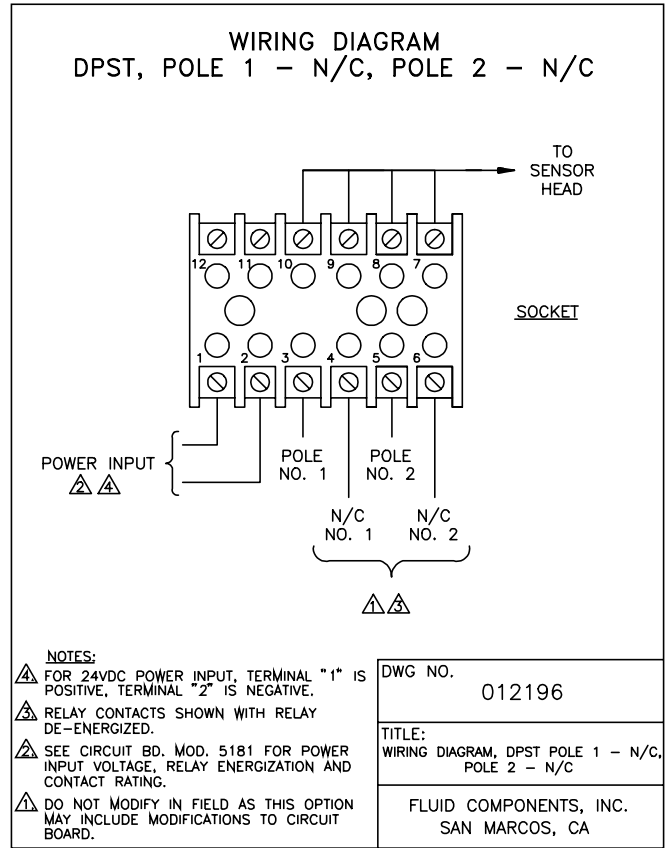 WIRING DIAGRAM
DPST, POLE 1 – N/C, POLE 2 – N/C
TO
SENSOR
HEAD
12 11 10 9 8 7
SOCKET
1 2 3 4 5 6
POWER INPUT
2 4
POLE
NO. 1
POLE
NO. 2
N/C
NO. 1
N/C
NO. 2
1 3
NOTES:
4. FOR 24VDC POWER INPUT, TERMINAL "1" IS
POSITIVE, TERMINAL "2" IS NEGATIVE.
3. RELAY CONTACTS SHOWN WITH RELAY
DE-ENERGIZED.
2. SEE CIRCUIT BD. MOD. 5181 FOR POWER
INPUT VOLTAGE, RELAY ENERGIZATION AND
CONTACT RATING.
1. DO NOT MODIFY IN FIELD AS THIS OPTION
MAY INCLUDE MODIFICATIONS TO CIRCUIT
BOARD.
DWG NO.
012196
TITLE:
WIRING DIAGRAM, DPST POLE 1 – N/C,
POLE 2 – N/C
FLUID COMPONENTS, INC.
SAN MARCOS, CA